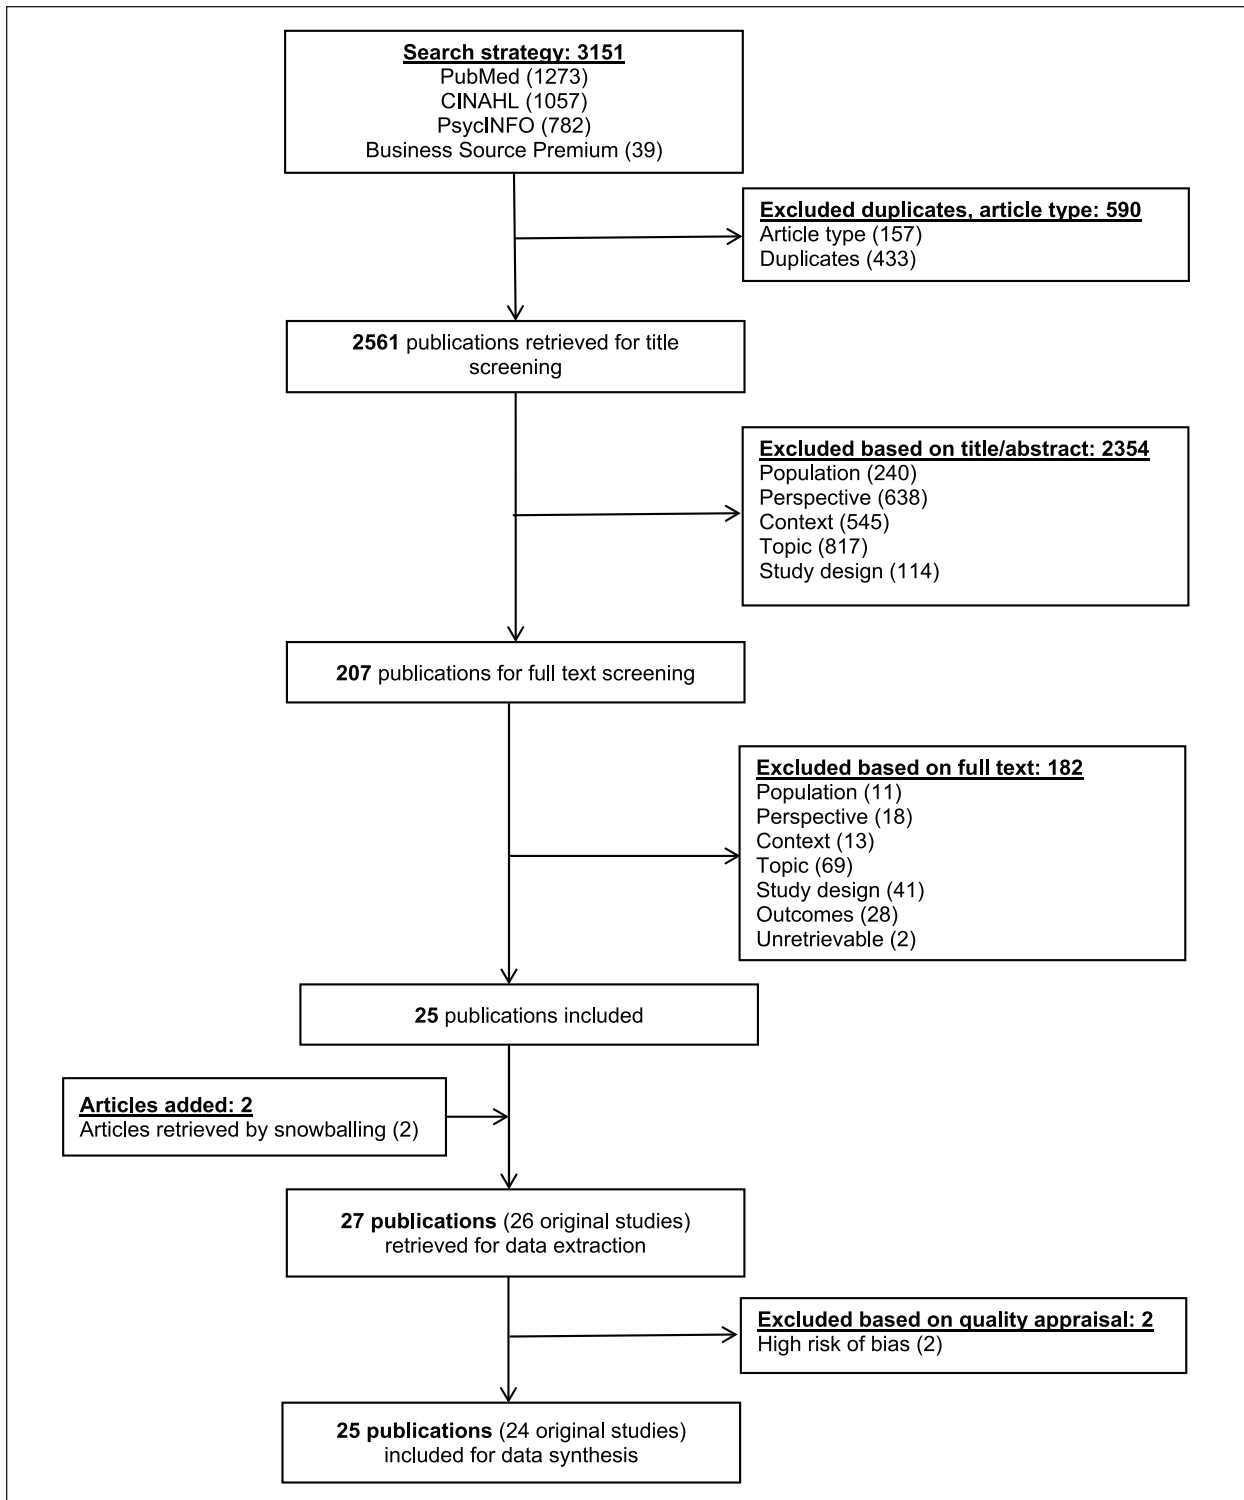 Search strategy: 3151
PubMed (1273)
CINAHL (1057)
PsycINFO (782)
Business Source Premium (39)
Excluded duplicates, article type: 590
Article type (157)
Duplicates (433)
2561 publications retrieved for title
screening
Excluded based on title/abstract: 2354
Population (240)
Perspective (638)
Context (545)
Topic (817)
Study design (114)
207 publications for full text screening
Excluded based on full text: 182
Population (11)
Perspective (18)
Context (13)
Topic (69)
Study design (41)
Outcomes (28)
Unretrievable (2)
25 publications included
Articles added: 2
Articles retrieved by snowballing (2)
27 publications (26 original studies)
retrieved for data extraction
Excluded based on quality appraisal: 2
High risk of bias (2)
25 publications (24 original studies)
included for data synthesis